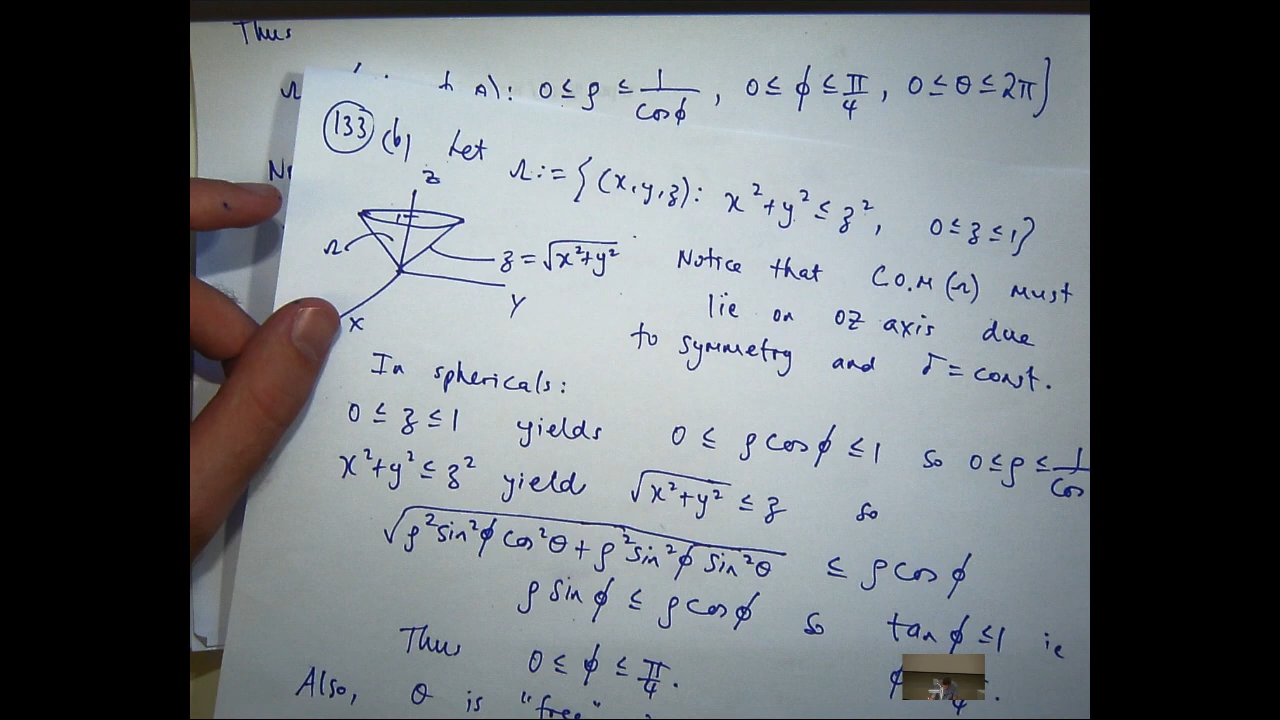 Thus
: 0 ≤ ρ ≤ 1/cosϕ , 0 ≤ ϕ ≤ π/4 , 0 ≤ θ ≤ 2π}
133 (b) Let Ω := {(x,y,z): x²+y² ≤ z², 0 ≤ z ≤ 1}
z
Ω
z = √(x²+y²)
y
x
Notice that C.O.M(Ω) must
lie on OZ axis due
to symmetry and δ = const.
In sphericals:
0 ≤ z ≤ 1 yields 0 ≤ ρ cos ϕ ≤ 1 so 0 ≤ ρ ≤ 1/cos
x²+y² ≤ z² yield √(x²+y²) ≤ z so
√(ρ² sin²ϕ cos²θ + ρ² sin²ϕ sin²θ) ≤ ρ cos ϕ
ρ sin ϕ ≤ ρ cos ϕ so tan ϕ ≤ 1 ie
Thus 0 ≤ ϕ ≤ π/4. ϕ 4.
Also, θ is "free"